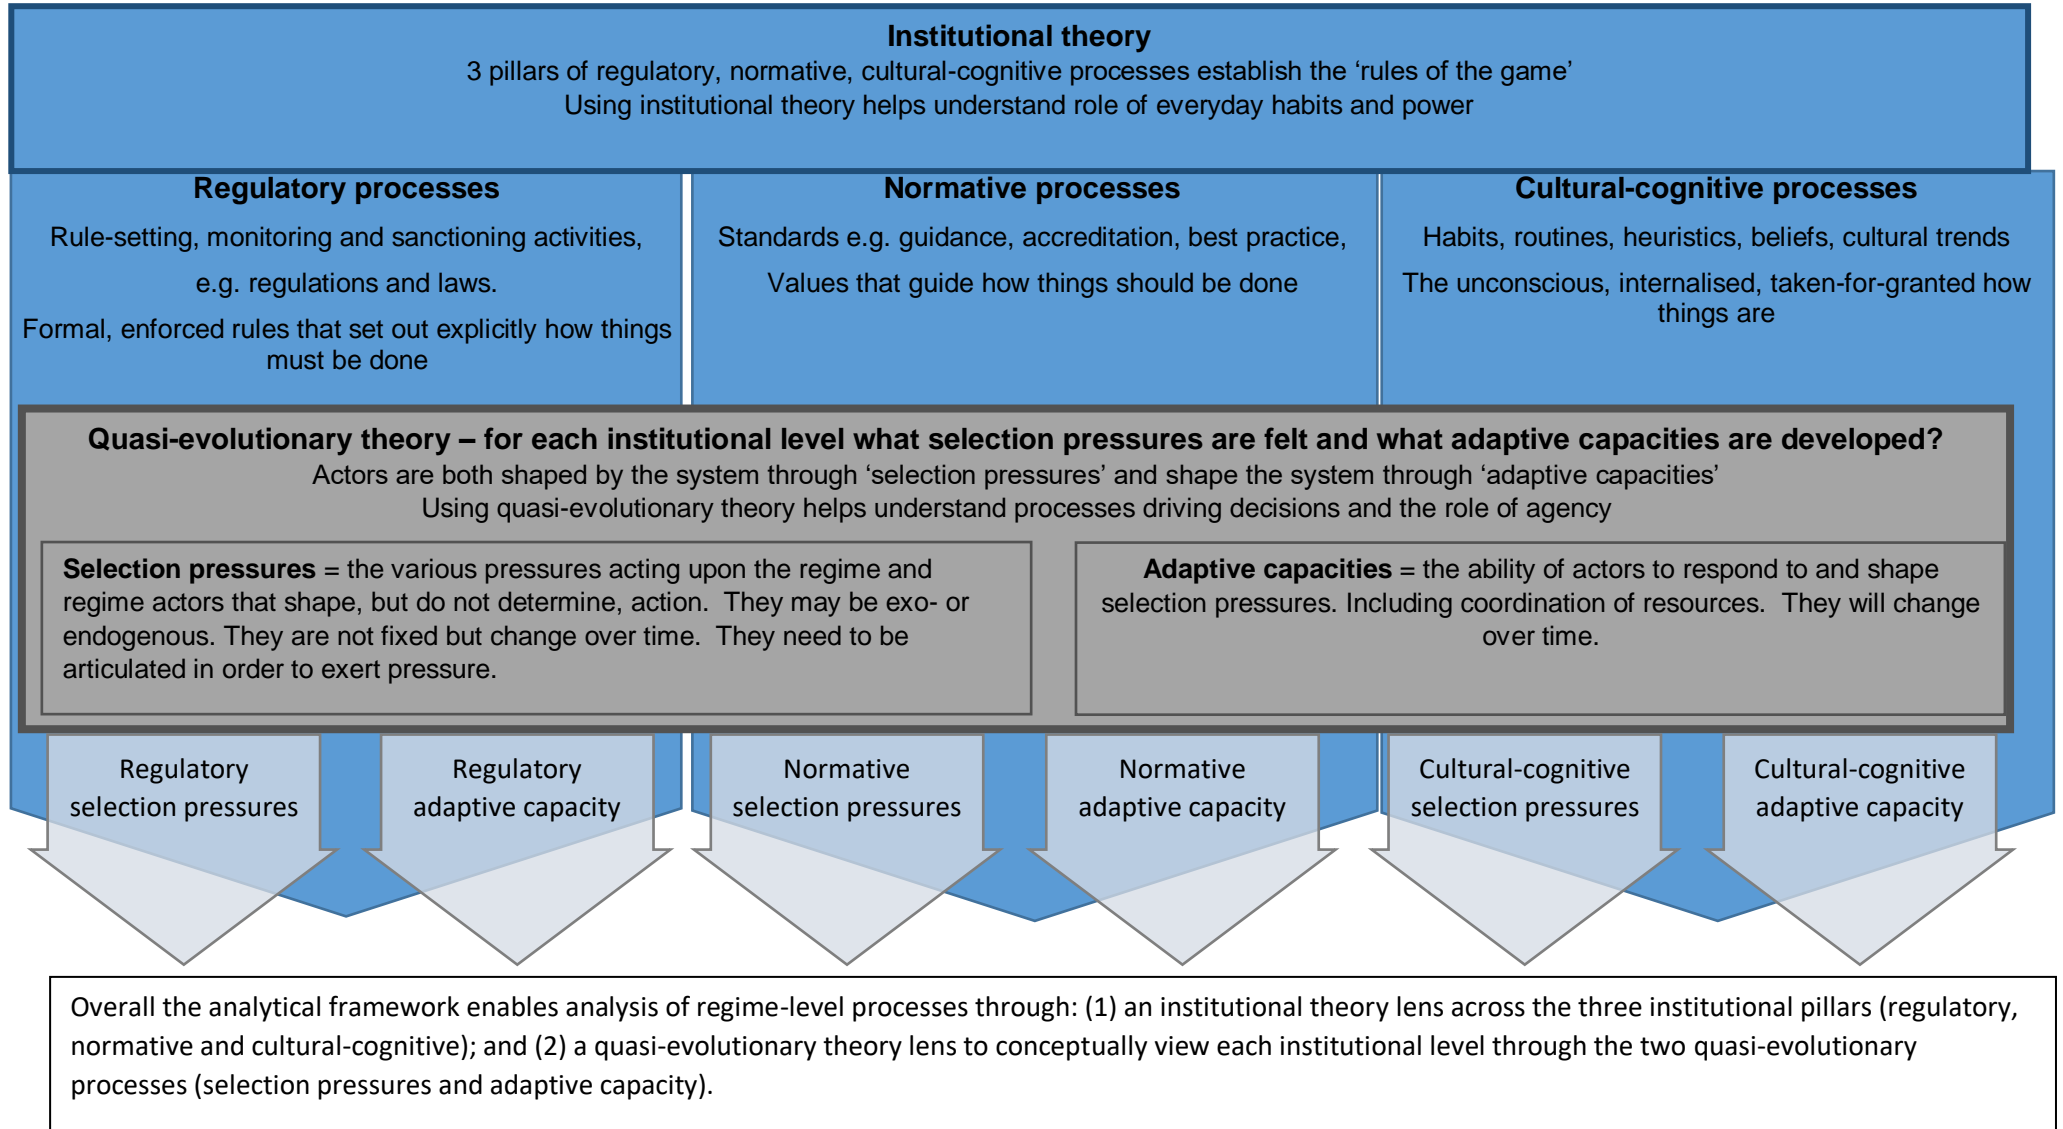 Institutional theory
3 pillars of regulatory, normative, cultural-cognitive processes establish the ‘rules of the game’
Using institutional theory helps understand role of everyday habits and power
Regulatory processes
Rule-setting, monitoring and sanctioning activities,
e.g. regulations and laws.
Formal, enforced rules that set out explicitly how things
must be done
Normative processes
Standards e.g. guidance, accreditation, best practice,
Values that guide how things should be done
Cultural-cognitive processes
Habits, routines, heuristics, beliefs, cultural trends
The unconscious, internalised, taken-for-granted how
things are
Quasi-evolutionary theory – for each institutional level what selection pressures are felt and what adaptive capacities are developed?
Actors are both shaped by the system through ‘selection pressures’ and shape the system through ‘adaptive capacities’
Using quasi-evolutionary theory helps understand processes driving decisions and the role of agency
Selection pressures = the various pressures acting upon the regime and
regime actors that shape, but do not determine, action.  They may be exo- or
endogenous. They are not fixed but change over time.  They need to be
articulated in order to exert pressure.
Adaptive capacities = the ability of actors to respond to and shape
selection pressures. Including coordination of resources.  They will change
over time.
Regulatory
selection pressures
Regulatory
adaptive capacity
Normative
selection pressures
Normative
adaptive capacity
Cultural-cognitive
selection pressures
Cultural-cognitive
adaptive capacity
Overall the analytical framework enables analysis of regime-level processes through: (1) an institutional theory lens across the three institutional pillars (regulatory,
normative and cultural-cognitive); and (2) a quasi-evolutionary theory lens to conceptually view each institutional level through the two quasi-evolutionary
processes (selection pressures and adaptive capacity).